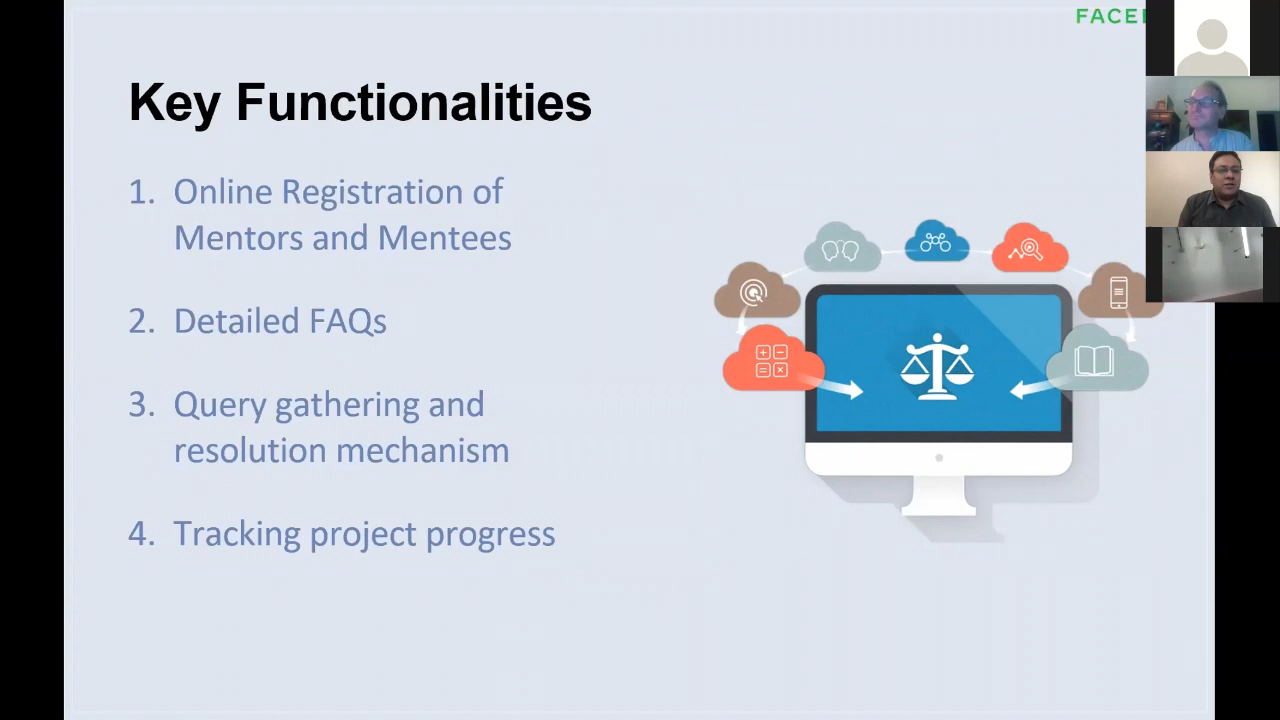 Key Functionalities
1. Online Registration of
Mentors and Mentees
2. Detailed FAQs
3. Query gathering and
resolution mechanism
4. Tracking project progress